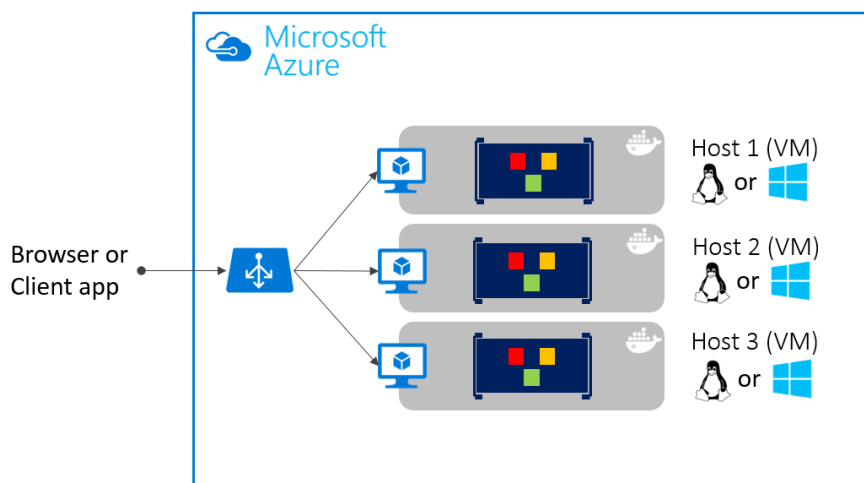 Microsoft
Azure
Host 1 (VM)
or
Host 2 (VM)
or
Browser or
Client app
Host 3 (VM)
or